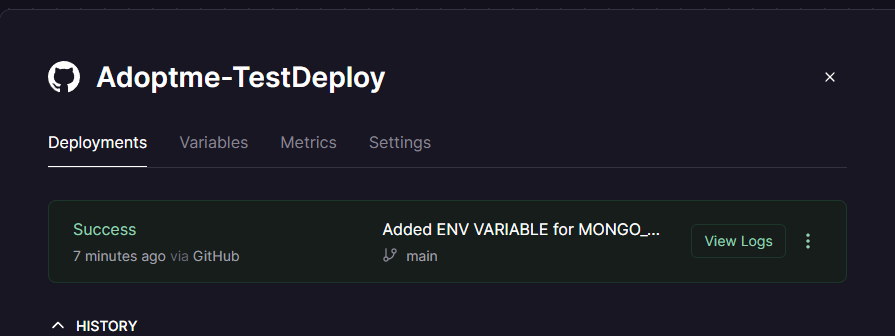 Adoptme-TestDeploy
Deployments Variables Metrics Settings
Success
7 minutes ago via GitHub
Added ENV VARIABLE for MONGO_...
main
View Logs
HISTORY